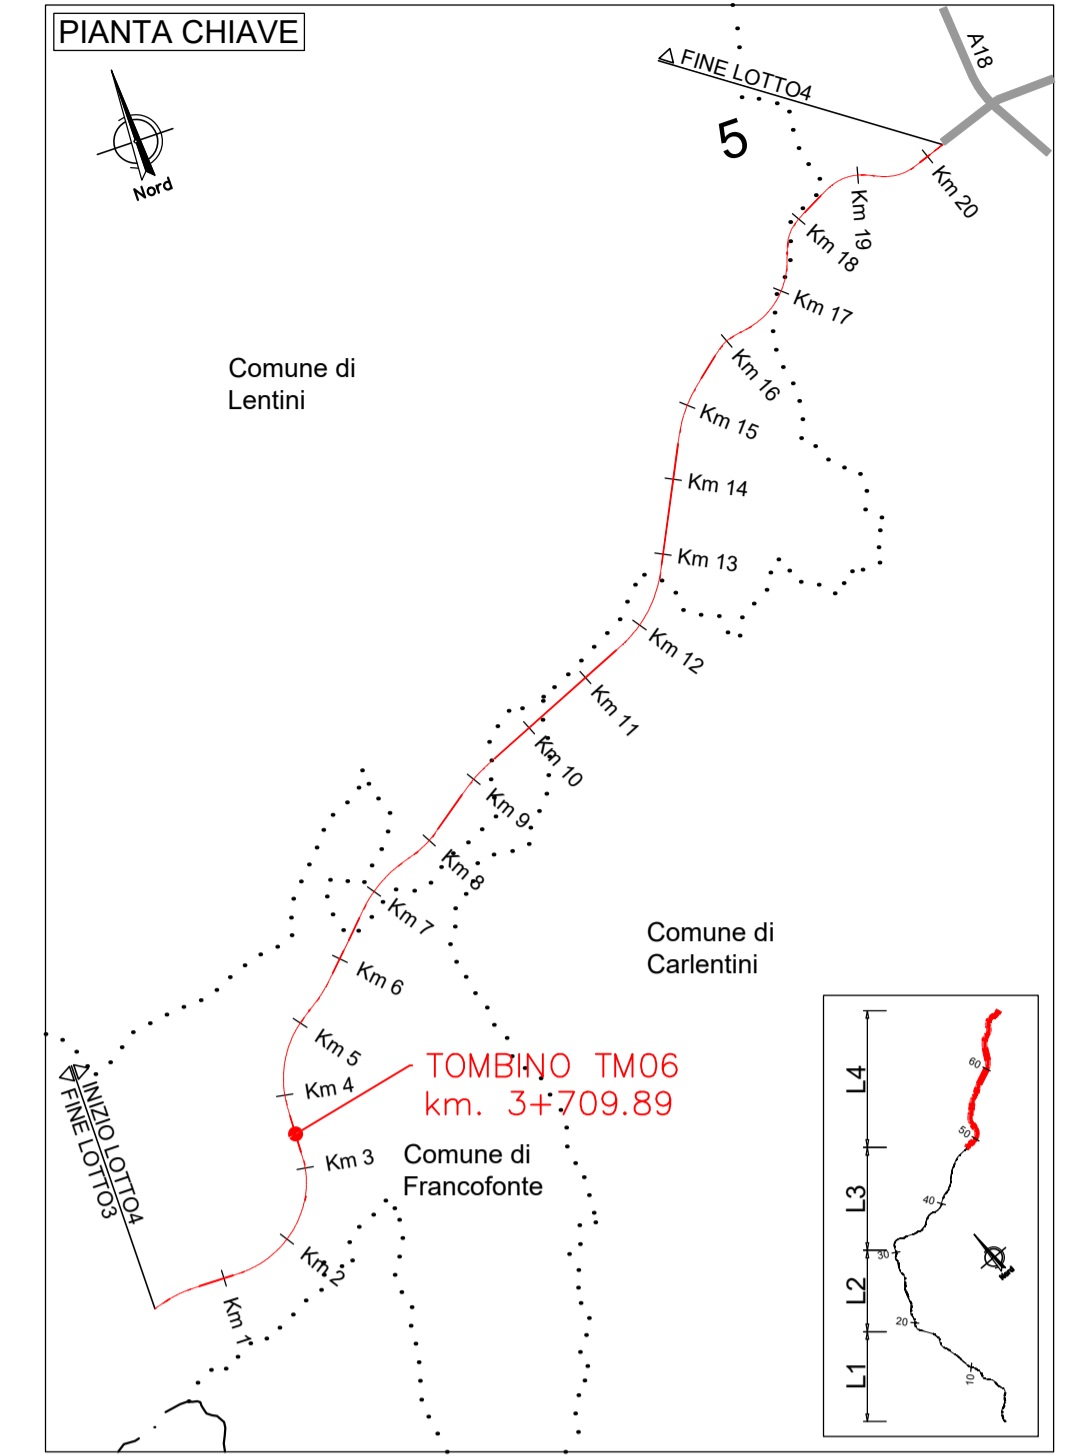 PIANTA CHIAVE
Nord
FINE LOTTO4
A18
5
Km 20
Km 19
Km 18
Km 17
Km 16
Comune di
Lentini
Km 15
Km 14
Km 13
Km 12
Km 11
Km 10
Km 9
Km 8
Km 7
Comune di
Carlentini
Km 6
Km 5
TOMBINO TM06
km. 3+709.89
Km 4
INIZIO LOTTO4
FINE LOTTO3
Km 3
Comune di
Francofonte
Km 2
Km 1
L4
60
50
L3
40
30
Nord
L2
20
L1
10